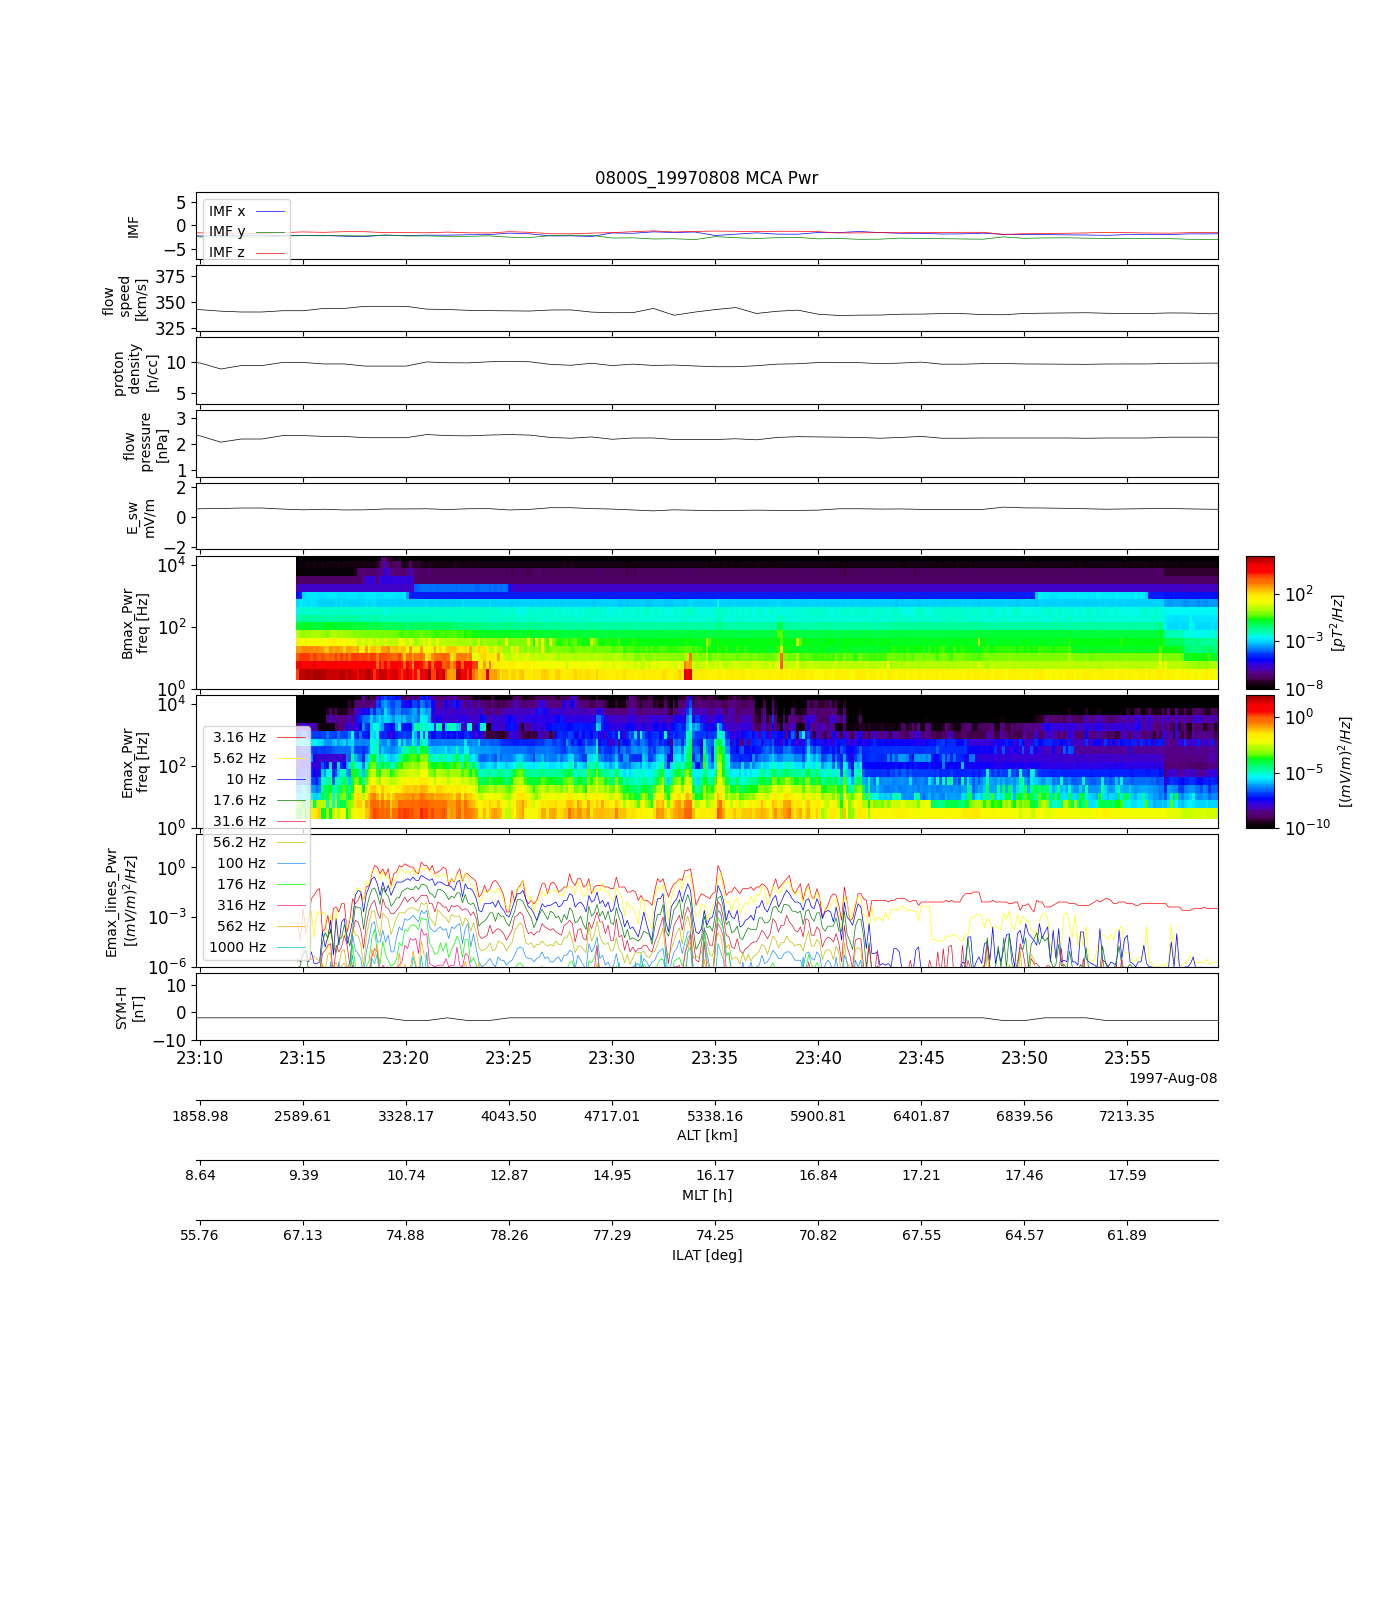 0800S_19970808 MCA Pwr
IMF
5
0
−5
IMF x
IMF y
IMF z
flow
speed
[km/s]
375
350
325
proton
density
[n/cc]
10
5
flow
pressure
[nPa]
3
2
1
E_sw
mV/m
2
0
−2
Bmax_Pwr
freq [Hz]
10^4
10^2
10^0
10^2
10^−3
10^−8
[pT^2/Hz]
Emax_Pwr
freq [Hz]
10^4
10^2
10^0
10^0
10^−5
10^−10
[(mV/m)^2/Hz]
3.16 Hz
5.62 Hz
10 Hz
17.6 Hz
31.6 Hz
56.2 Hz
100 Hz
176 Hz
316 Hz
562 Hz
1000 Hz
Emax_lines_Pwr
[(mV/m)^2/Hz]
10^0
10^−3
10^−6
SYM-H
[nT]
10
0
−10
23:10 23:15 23:20 23:25 23:30 23:35 23:40 23:45 23:50 23:55
1997-Aug-08
1858.98 2589.61 3328.17 4043.50 4717.01 5338.16 5900.81 6401.87 6839.56 7213.35
ALT [km]
8.64 9.39 10.74 12.87 14.95 16.17 16.84 17.21 17.46 17.59
MLT [h]
55.76 67.13 74.88 78.26 77.29 74.25 70.82 67.55 64.57 61.89
ILAT [deg]